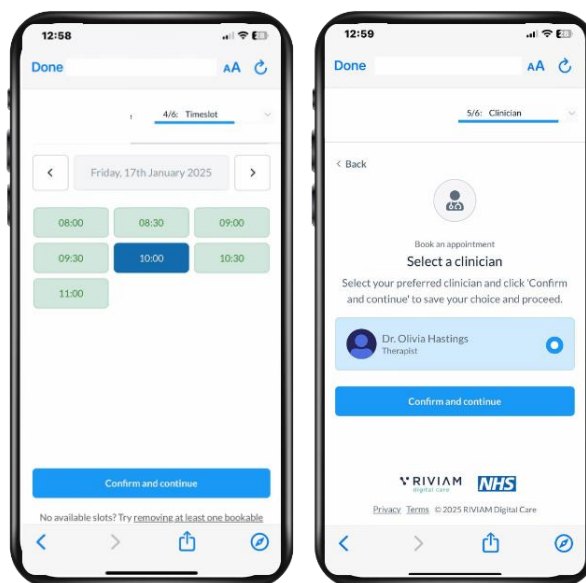 12:58
Done
AA
4/6: Timeslot
< Friday, 17th January 2025 >
08:00 08:30 09:00
09:30 10:00 10:30
11:00
Confirm and continue
No available slots? Try removing at least one bookable
12:59
Done
AA
5/6: Clinician
< Back
Book an appointment
Select a clinician
Select your preferred clinician and click 'Confirm
and continue' to save your choice and proceed.
Dr. Olivia Hastings
Therapist
Confirm and continue
RIVIAM
digital care
NHS
Privacy Terms © 2025 RIVIAM Digital Care